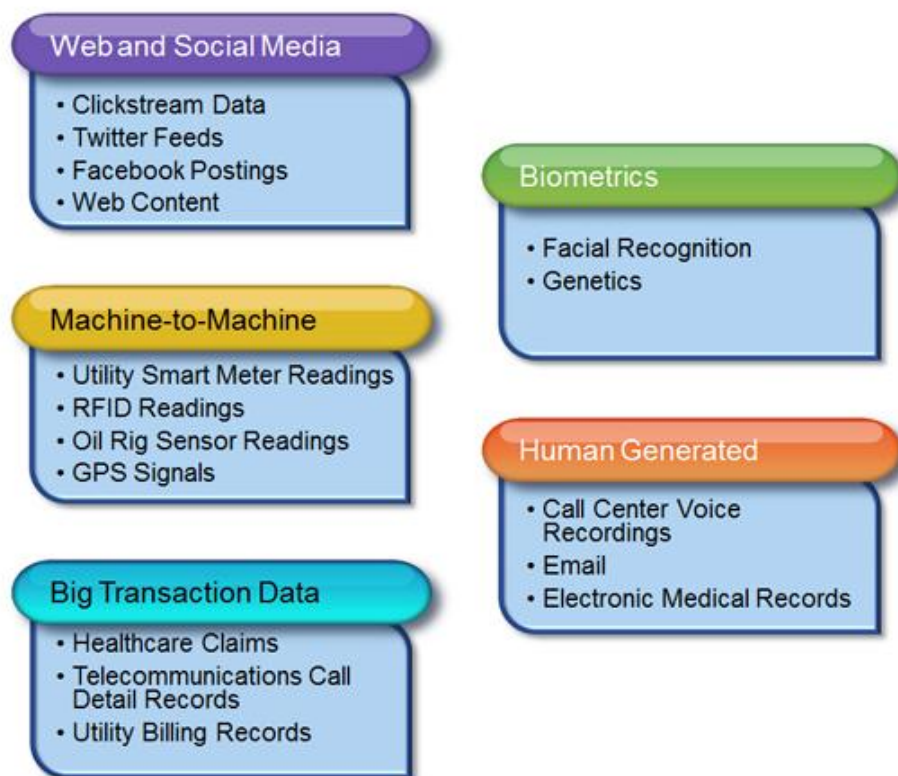 Web and Social Media
• Clickstream Data
• Twitter Feeds
• Facebook Postings
• Web Content
Machine-to-Machine
• Utility Smart Meter Readings
• RFID Readings
• Oil Rig Sensor Readings
• GPS Signals
Big Transaction Data
• Healthcare Claims
• Telecommunications Call
Detail Records
• Utility Billing Records
Biometrics
• Facial Recognition
• Genetics
Human Generated
• Call Center Voice
Recordings
• Email
• Electronic Medical Records